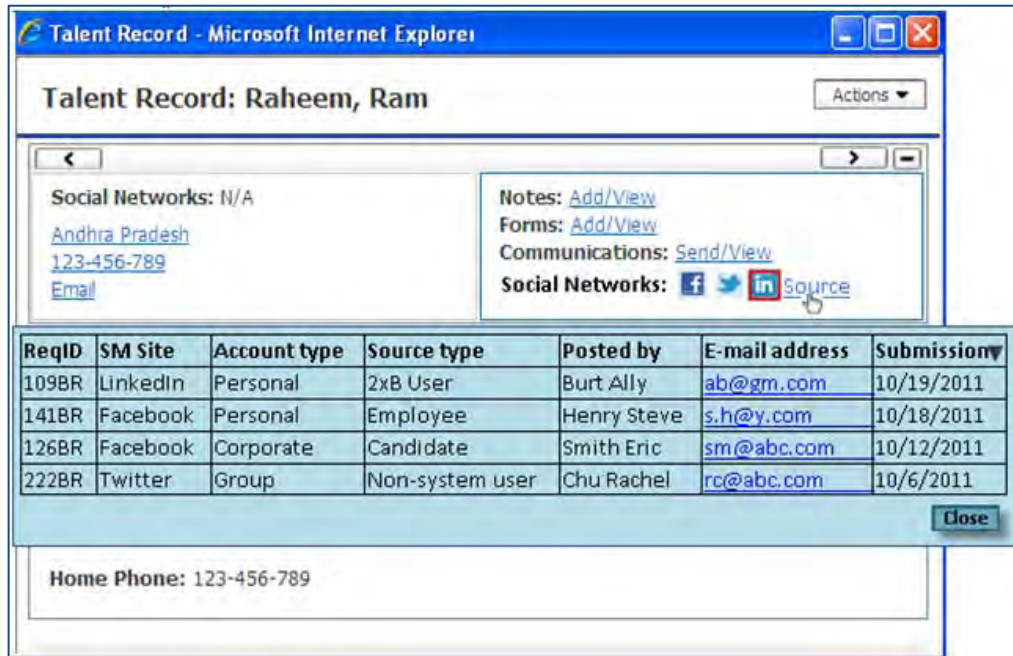 Talent Record - Microsoft Internet Explorer
Talent Record: Raheem, Ram
Actions
Social Networks: N/A
Andhra Pradesh
123-456-789
Email
Notes: Add/View
Forms: Add/View
Communications: Send/View
Social Networks: f in Source
ReqID SM Site Account type Source type Posted by E-mail address Submission
109BR LinkedIn Personal 2xB User Burt Ally ab@gm.com 10/19/2011
141BR Facebook Personal Employee Henry Steve s.h@y.com 10/18/2011
126BR Facebook Corporate Candidate Smith Eric sm@abc.com 10/12/2011
222BR Twitter Group Non-system user Chu Rachel rc@abc.com 10/6/2011
Close
Home Phone: 123-456-789